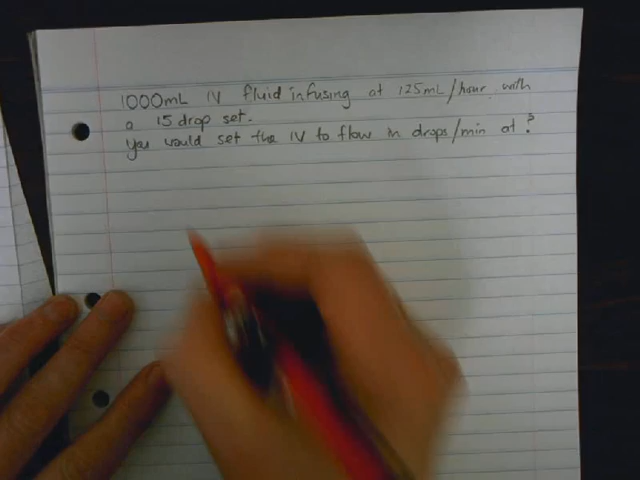 1000mL IV fluid infusing at 125mL/hour with
a 15 drop set.
You would set the IV to flow in drops/min at ?